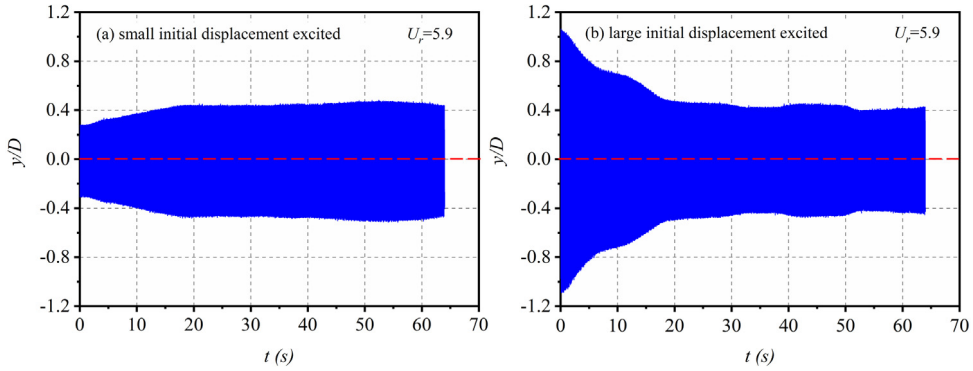 (a) small initial displacement excited U_r=5.9
1.2
0.8
0.4
0.0
-0.4
-0.8
-1.2
y/D
0 10 20 30 40 50 60 70
t (s)
(b) large initial displacement excited U_r=5.9
1.2
0.8
0.4
0.0
-0.4
-0.8
-1.2
y/D
0 10 20 30 40 50 60 70
t (s)